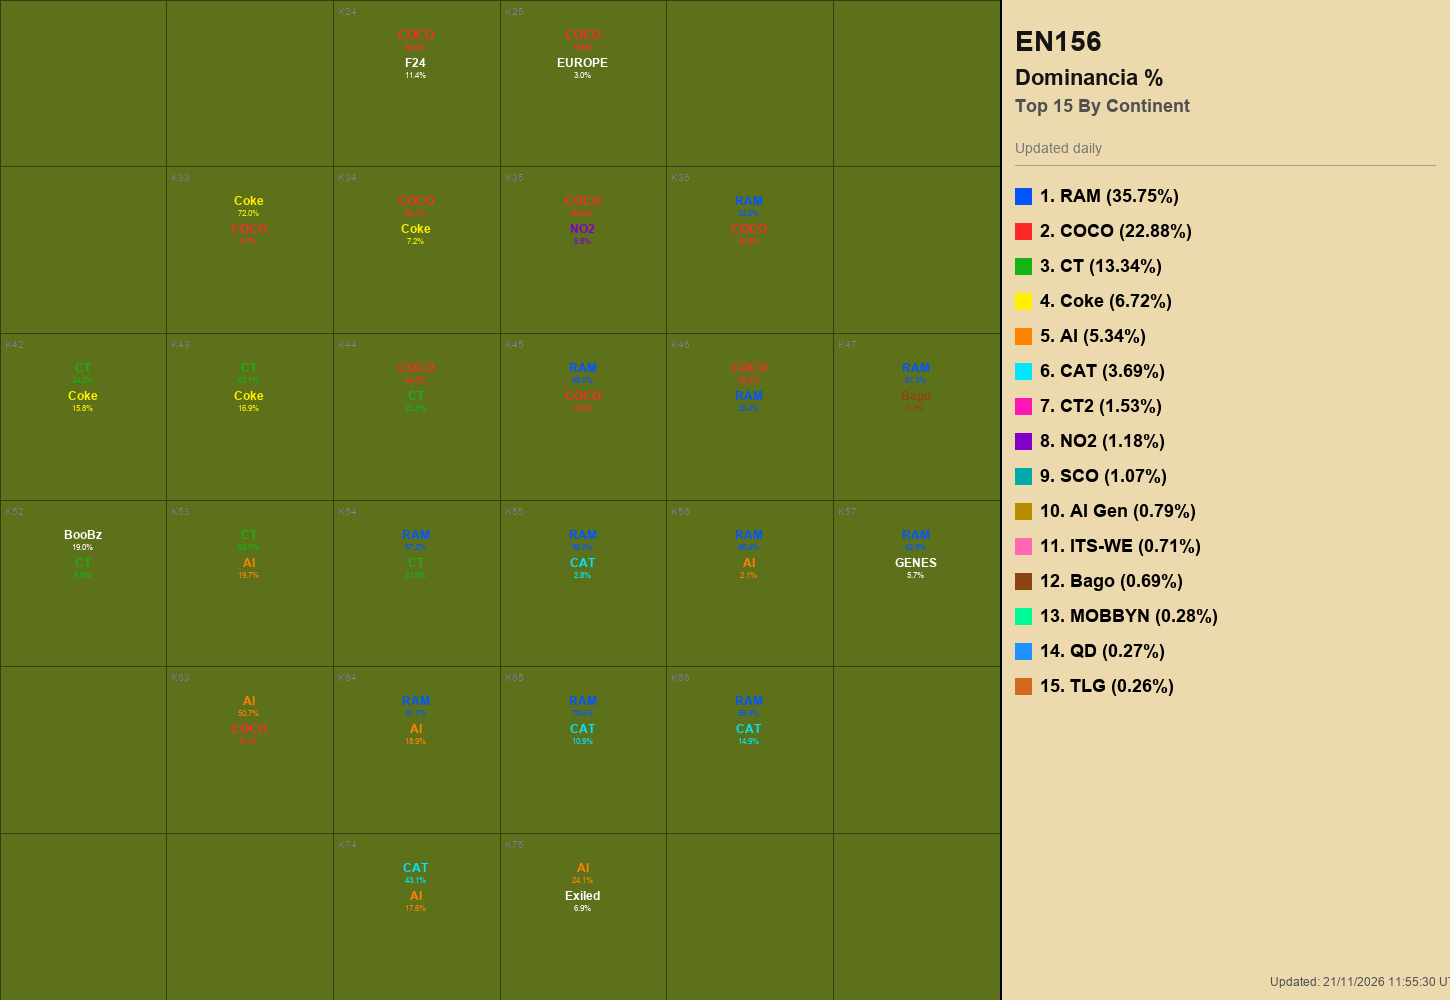 K24
COCO
F24
11.4%
K25
COCO
EUROPE
3.0%
K33
Coke
72.0%
COCO
K34
COCO
Coke
7.2%
K35
COCO
NO2
K36
RAM
COCO
K42
CT
Coke
15.8%
K43
CT
Coke
16.9%
K44
COCO
CT
K45
RAM
COCO
K46
COCO
RAM
K47
RAM
Bago
K52
BooBz
19.0%
CT
K53
CT
AI
19.7%
K54
RAM
CT
K55
RAM
CAT
2.8%
K56
RAM
AI
2.1%
K57
RAM
GENES
5.7%
K63
AI
50.7%
COCO
K64
RAM
AI
18.9%
K65
RAM
CAT
10.9%
K66
RAM
CAT
14.9%
K74
CAT
43.1%
AI
17.6%
K75
AI
24.1%
Exiled
6.9%
EN156
Dominancia %
Top 15 By Continent
Updated daily
1. RAM (35.75%)
2. COCO (22.88%)
3. CT (13.34%)
4. Coke (6.72%)
5. AI (5.34%)
6. CAT (3.69%)
7. CT2 (1.53%)
8. NO2 (1.18%)
9. SCO (1.07%)
10. AI Gen (0.79%)
11. ITS-WE (0.71%)
12. Bago (0.69%)
13. MOBBYN (0.28%)
14. QD (0.27%)
15. TLG (0.26%)
Updated: 21/11/2026 11:55:30